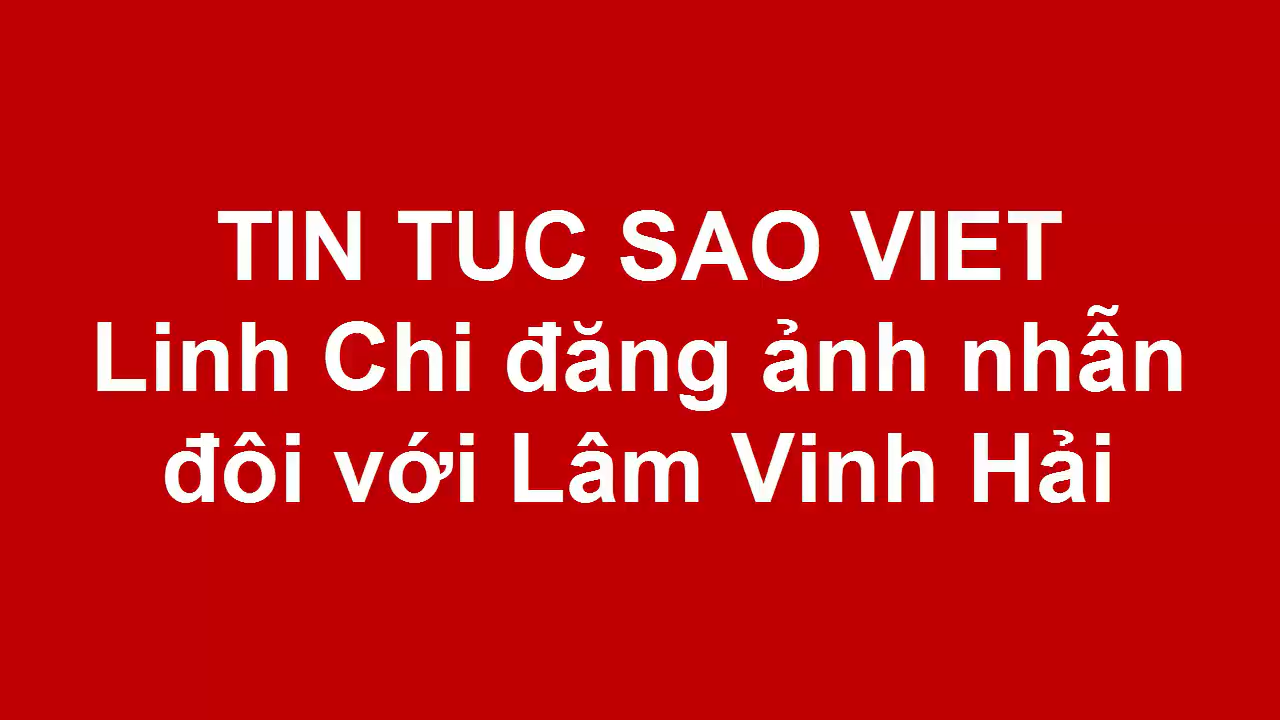 TIN TUC SAO VIET
Linh Chi đăng ảnh nhẫn
đôi với Lâm Vinh Hải